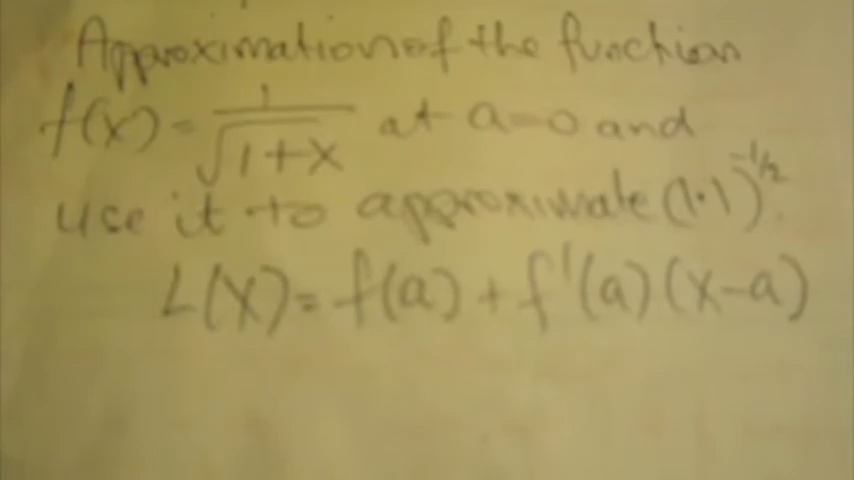 Approximation of the function
f(x) = 1/√(1+x) at a=0 and
use it to approximate (1.1)^-1/2.
L(x) = f(a) + f'(a)(x-a)